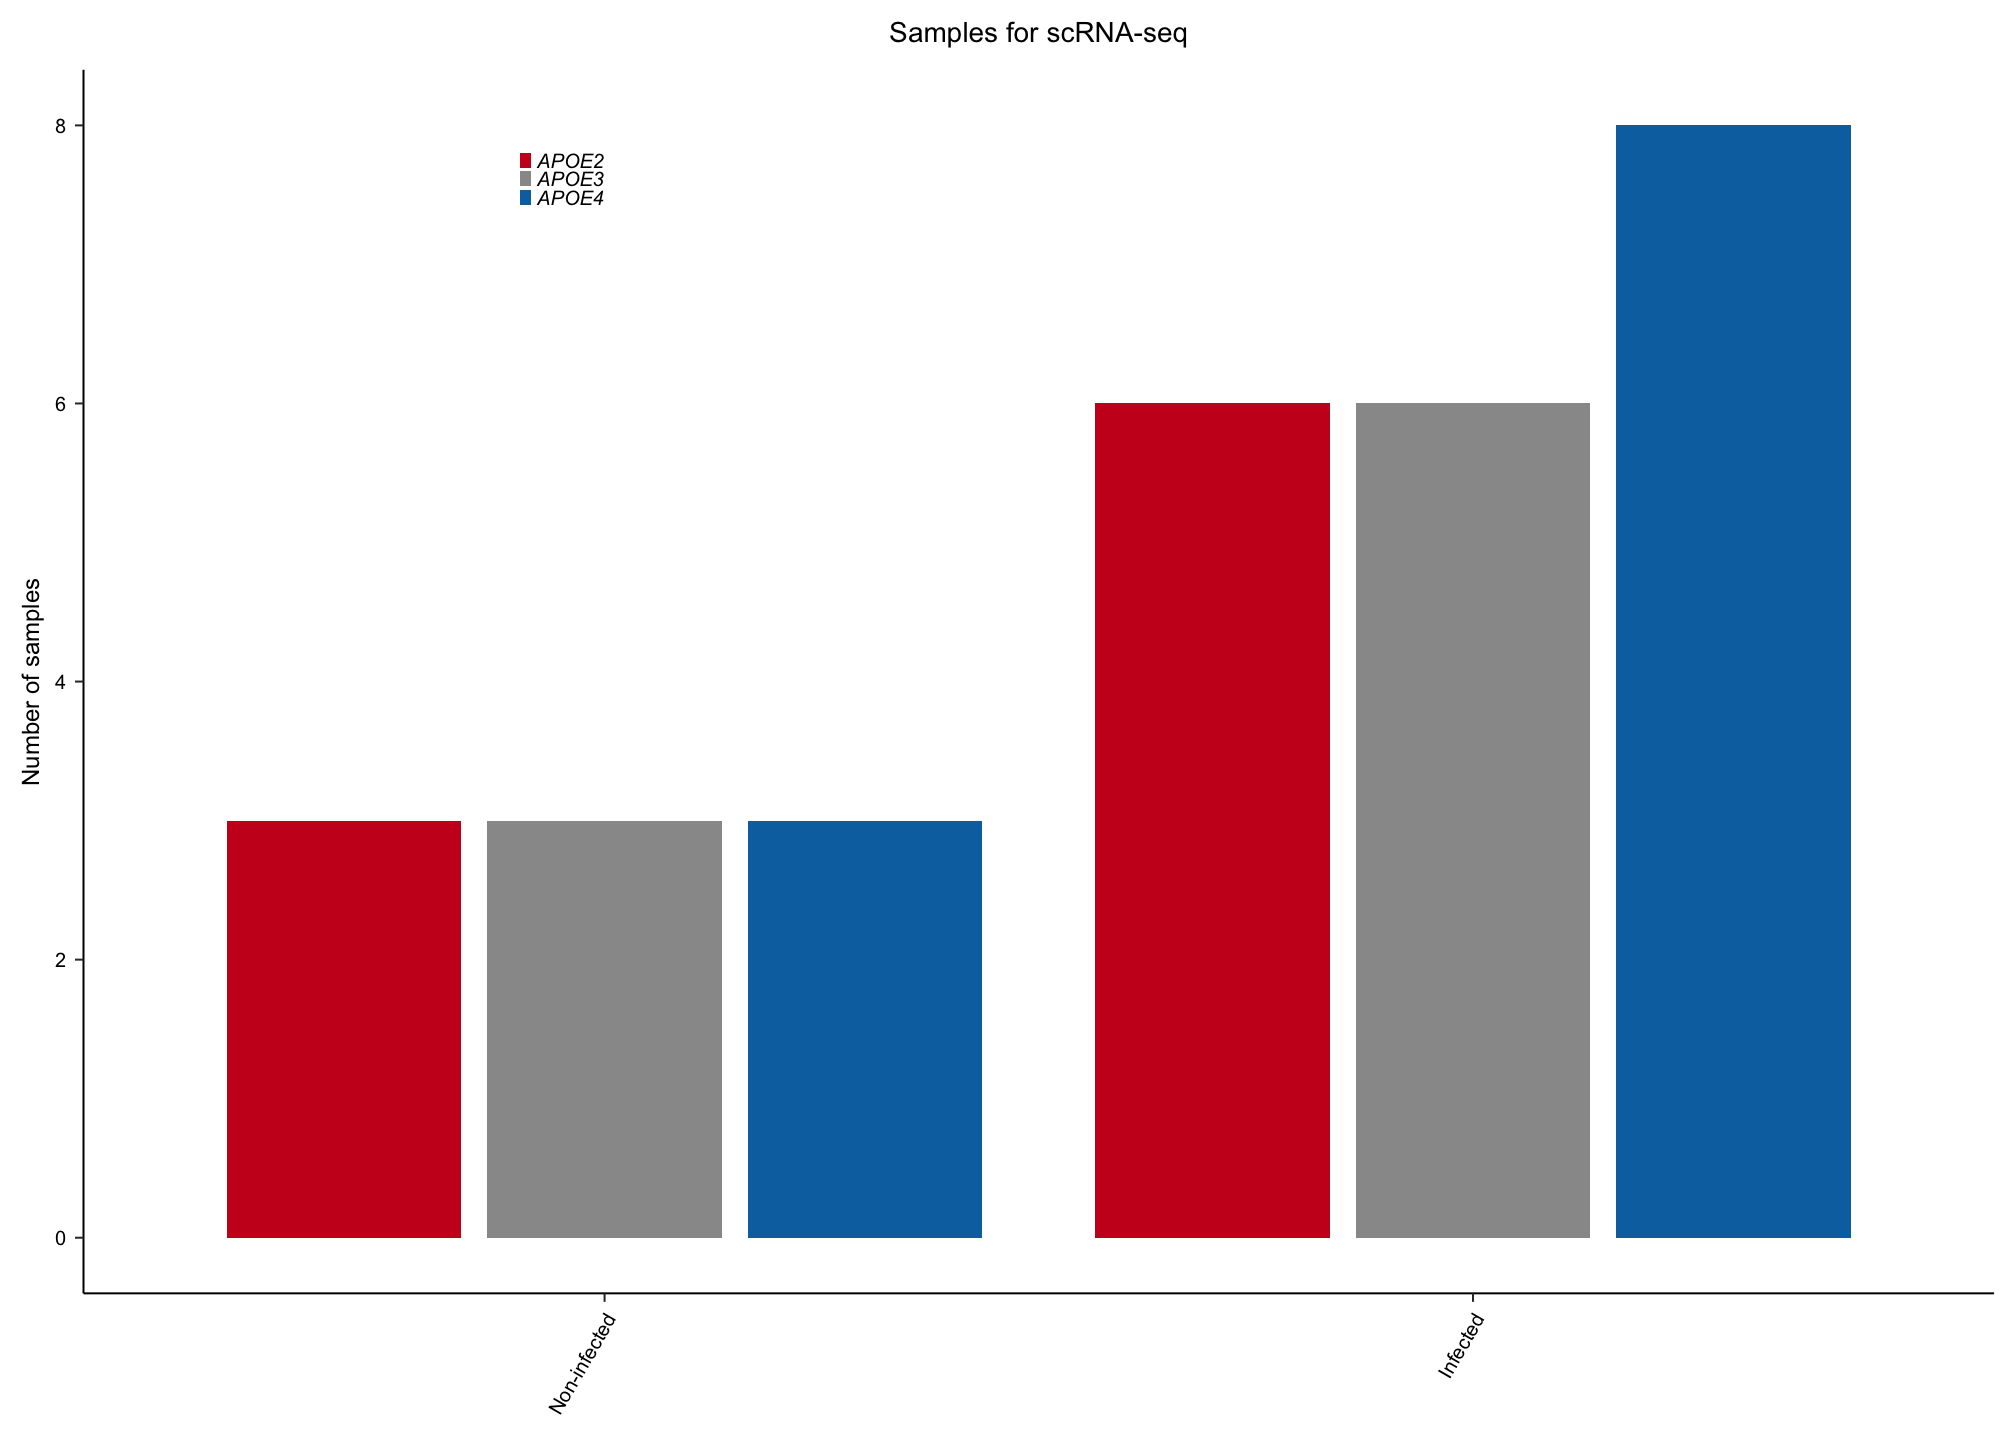 Samples for scRNA-seq
Number of samples
8
6
4
2
0
APOE2
APOE3
APOE4
Non-infected
Infected